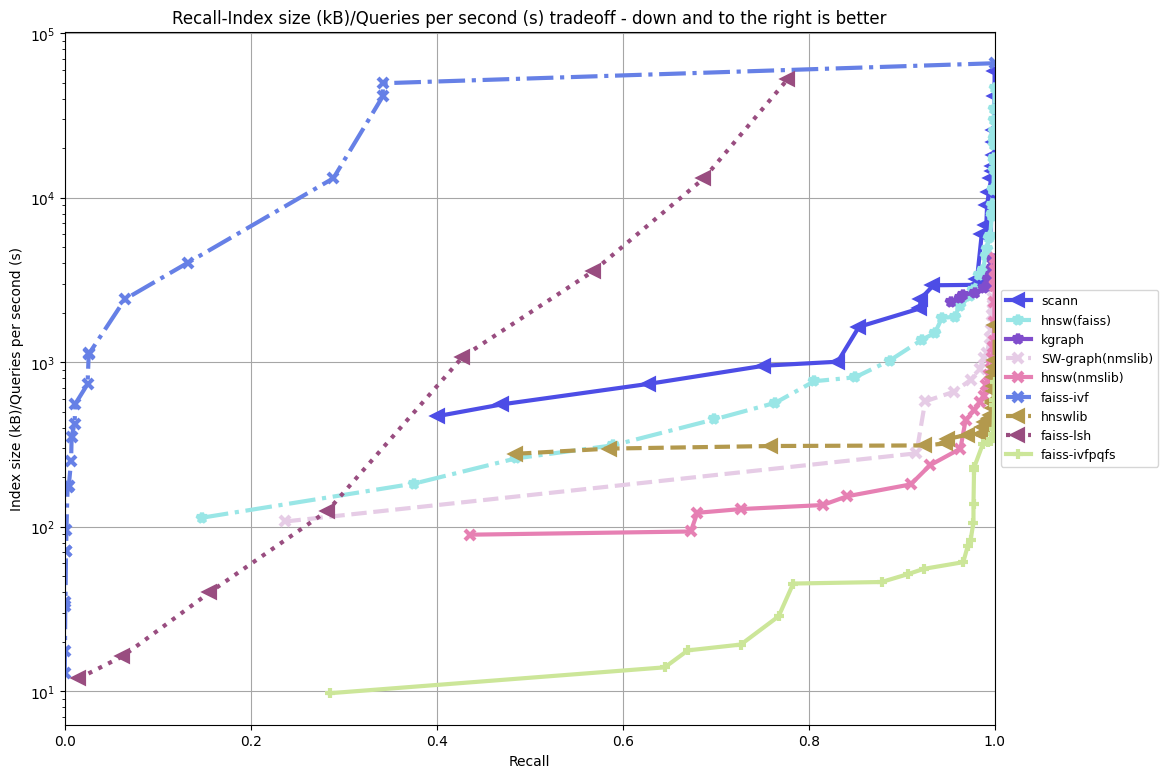 Recall-Index size (kB)/Queries per second (s) tradeoff - down and to the right is better
Index size (kB)/Queries per second (s)
10^5
10^4
10^3
10^2
10^1
0.0 0.2 0.4 0.6 0.8 1.0
Recall
scann
hnsw(faiss)
kgraph
SW-graph(nmslib)
hnsw(nmslib)
faiss-ivf
hnswlib
faiss-lsh
faiss-ivfpqfs